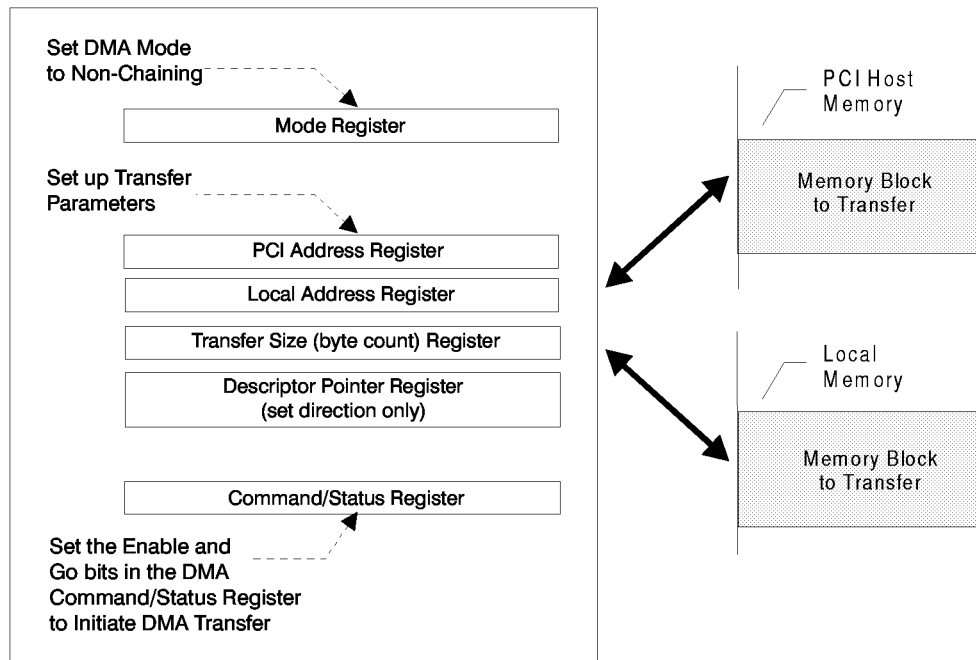 Set DMA Mode
to Non-Chaining
Mode Register
Set up Transfer
Parameters
PCI Address Register
Local Address Register
Transfer Size (byte count) Register
Descriptor Pointer Register
(set direction only)
Command/Status Register
Set the Enable and
Go bits in the DMA
Command/Status Register
to Initiate DMA Transfer
PCI Host
Memory
Memory Block
to Transfer
Local
Memory
Memory Block
to Transfer